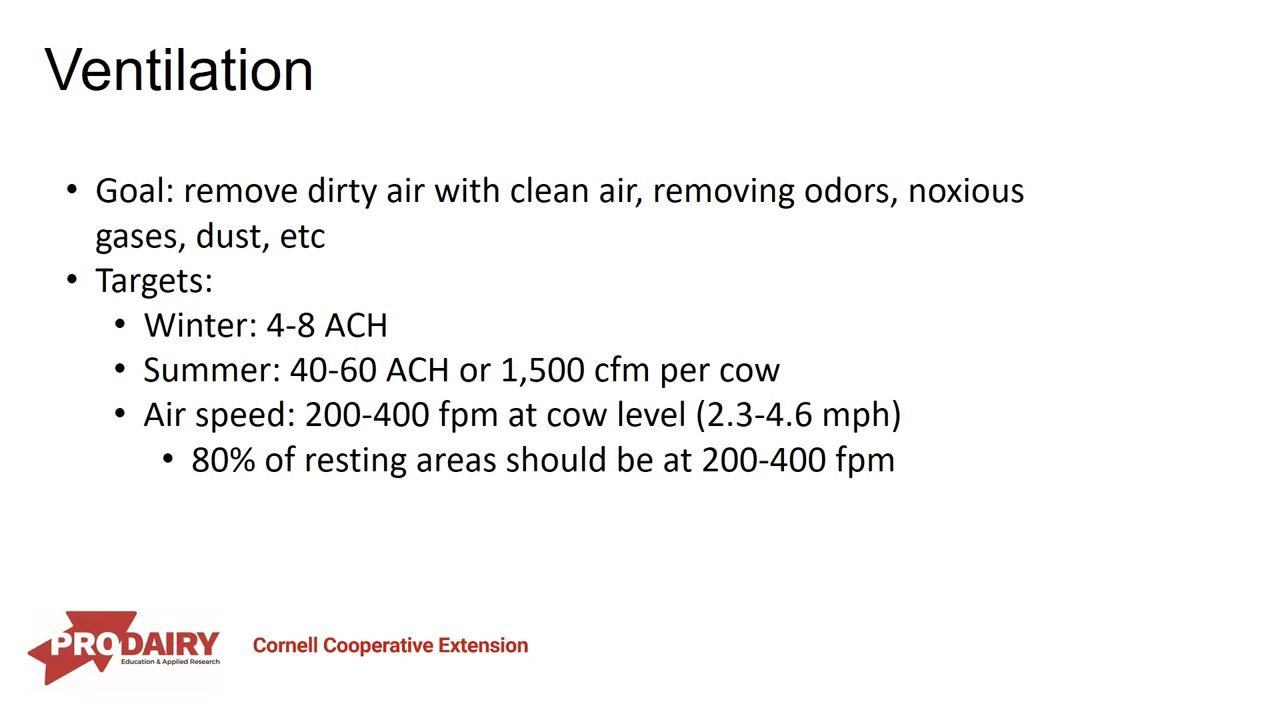 Ventilation
• Goal: remove dirty air with clean air, removing odors, noxious
gases, dust, etc
• Targets:
• Winter: 4-8 ACH
• Summer: 40-60 ACH or 1,500 cfm per cow
• Air speed: 200-400 fpm at cow level (2.3-4.6 mph)
• 80% of resting areas should be at 200-400 fpm
PRODAIRY
Education & Applied Research
Cornell Cooperative Extension